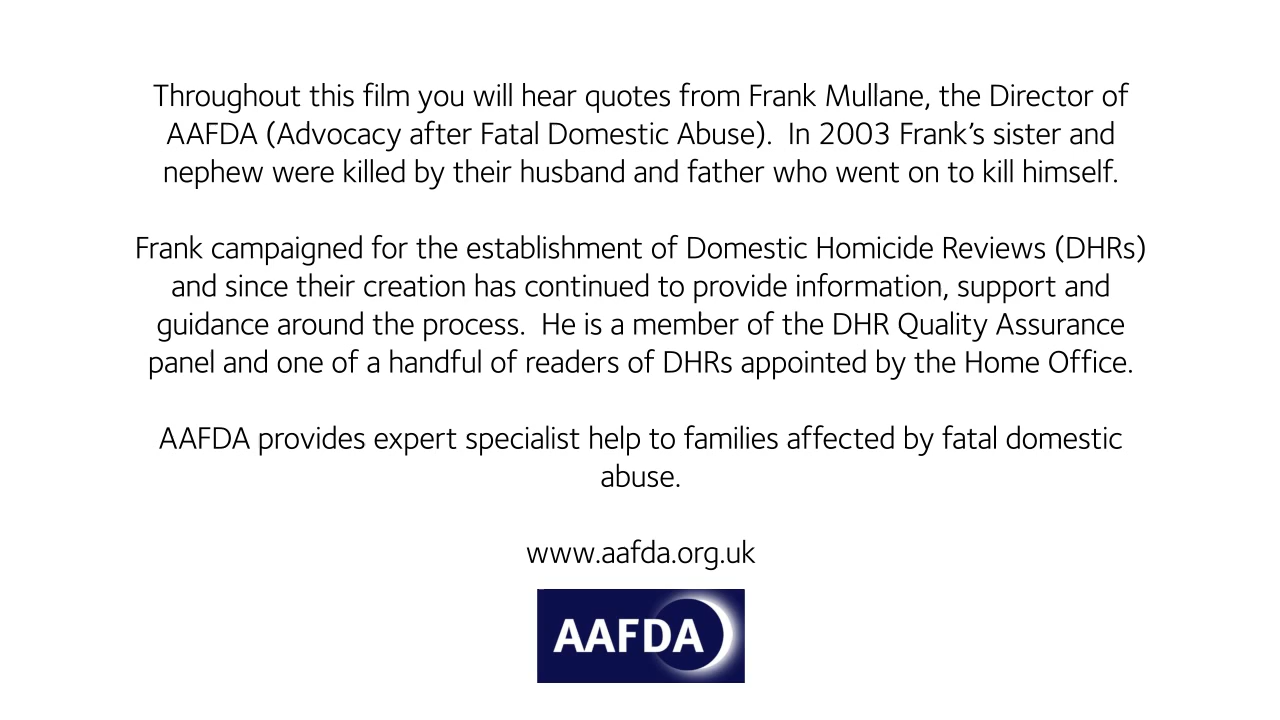 Throughout this film you will hear quotes from Frank Mullane, the Director of
AAFDA (Advocacy after Fatal Domestic Abuse).  In 2003 Frank’s sister and
nephew were killed by their husband and father who went on to kill himself.
Frank campaigned for the establishment of Domestic Homicide Reviews (DHRs)
and since their creation has continued to provide information, support and
guidance around the process.  He is a member of the DHR Quality Assurance
panel and one of a handful of readers of DHRs appointed by the Home Office.
AAFDA provides expert specialist help to families affected by fatal domestic
abuse.
www.aafda.org.uk
AAFDA